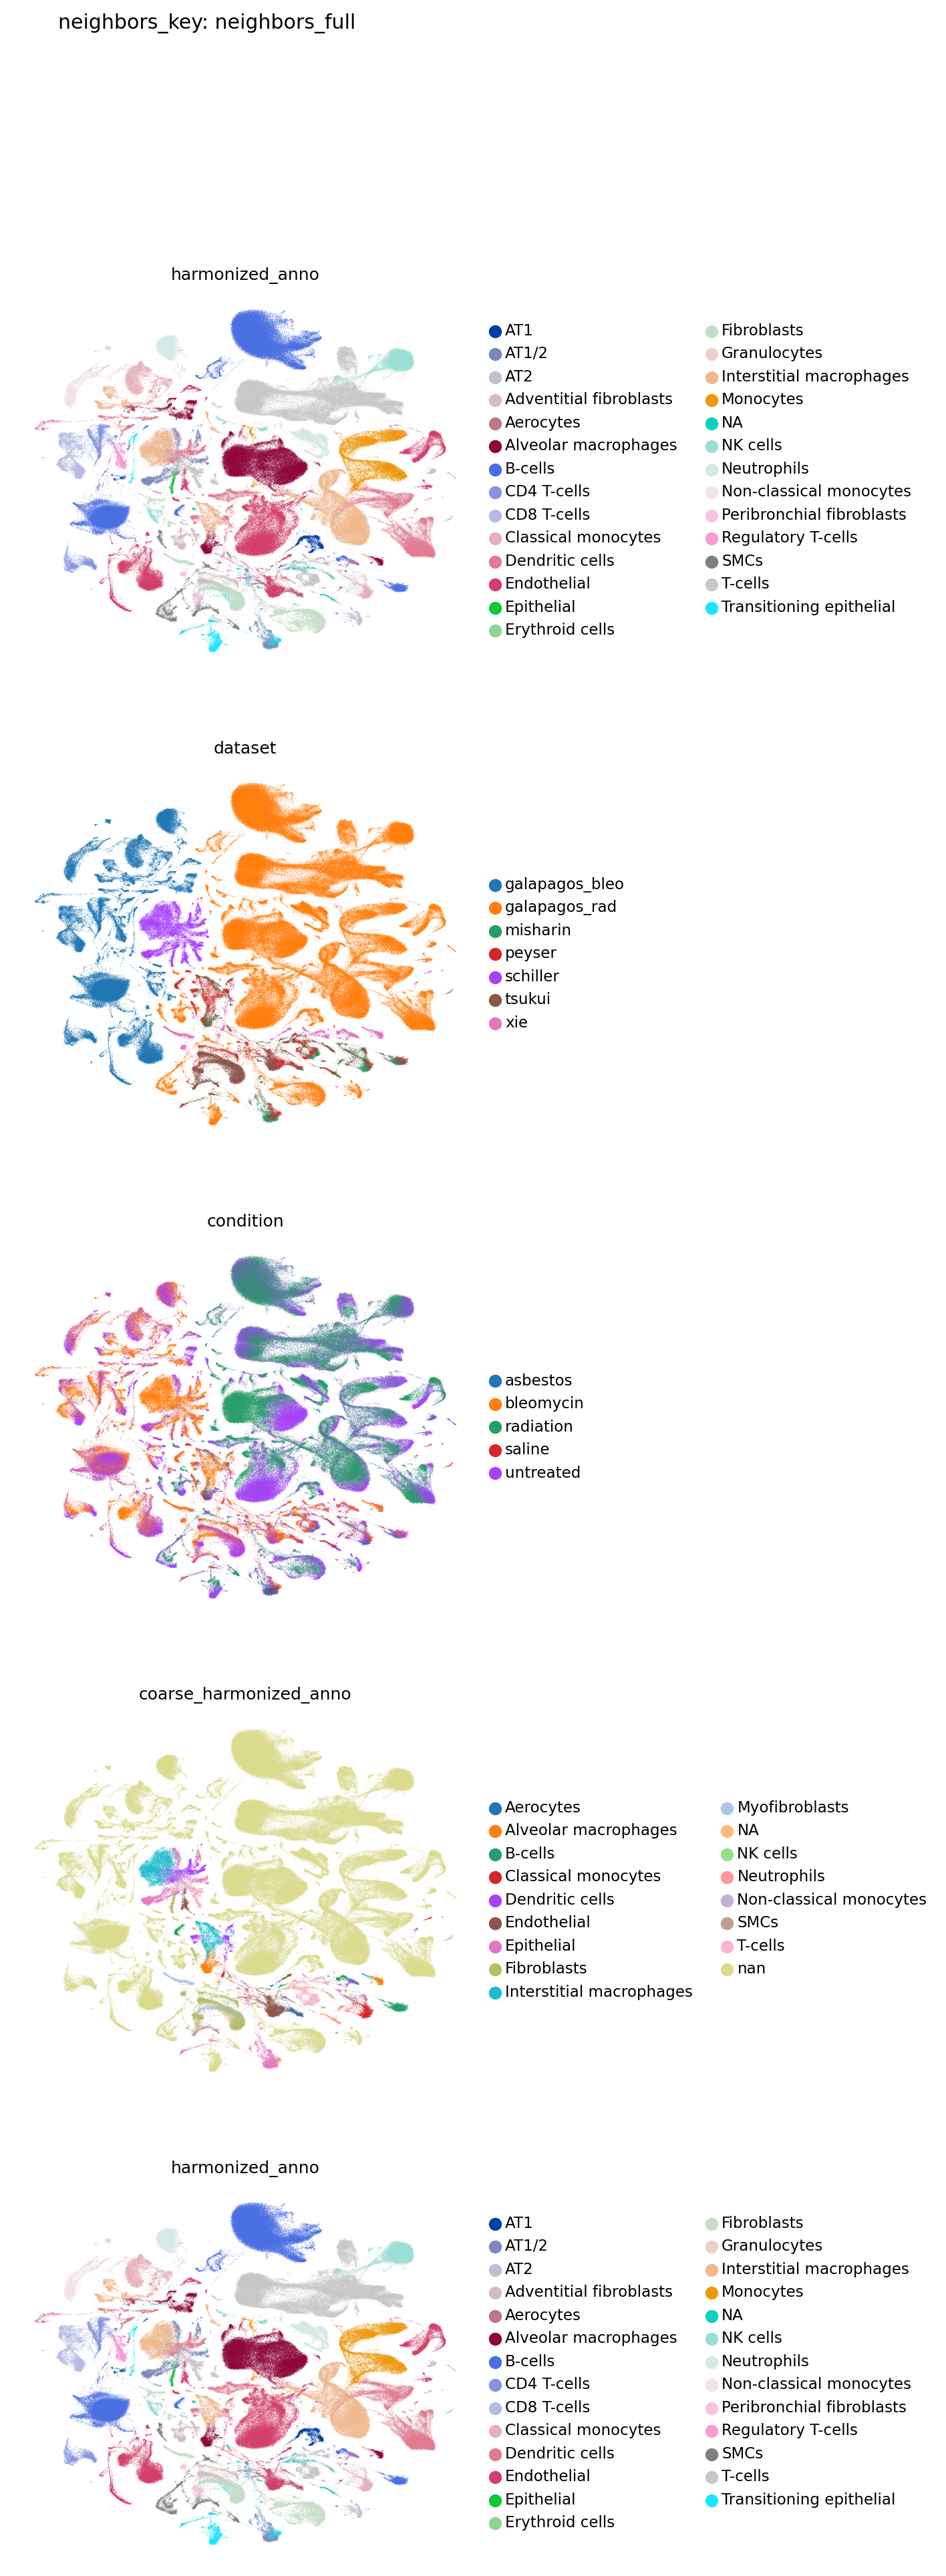 neighbors_key: neighbors_full
harmonized_anno
AT1
AT1/2
AT2
Adventitial fibroblasts
Aerocytes
Alveolar macrophages
B-cells
CD4 T-cells
CD8 T-cells
Classical monocytes
Dendritic cells
Endothelial
Epithelial
Erythroid cells
Fibroblasts
Granulocytes
Interstitial macrophages
Monocytes
NA
NK cells
Neutrophils
Non-classical monocytes
Peribronchial fibroblasts
Regulatory T-cells
SMCs
T-cells
Transitioning epithelial
dataset
galapagos_bleo
galapagos_rad
misharin
peyser
schiller
tsukui
xie
condition
asbestos
bleomycin
radiation
saline
untreated
coarse_harmonized_anno
Aerocytes
Alveolar macrophages
B-cells
Classical monocytes
Dendritic cells
Endothelial
Epithelial
Fibroblasts
Interstitial macrophages
Myofibroblasts
NA
NK cells
Neutrophils
Non-classical monocytes
SMCs
T-cells
nan
harmonized_anno
AT1
AT1/2
AT2
Adventitial fibroblasts
Aerocytes
Alveolar macrophages
B-cells
CD4 T-cells
CD8 T-cells
Classical monocytes
Dendritic cells
Endothelial
Epithelial
Erythroid cells
Fibroblasts
Granulocytes
Interstitial macrophages
Monocytes
NA
NK cells
Neutrophils
Non-classical monocytes
Peribronchial fibroblasts
Regulatory T-cells
SMCs
T-cells
Transitioning epithelial